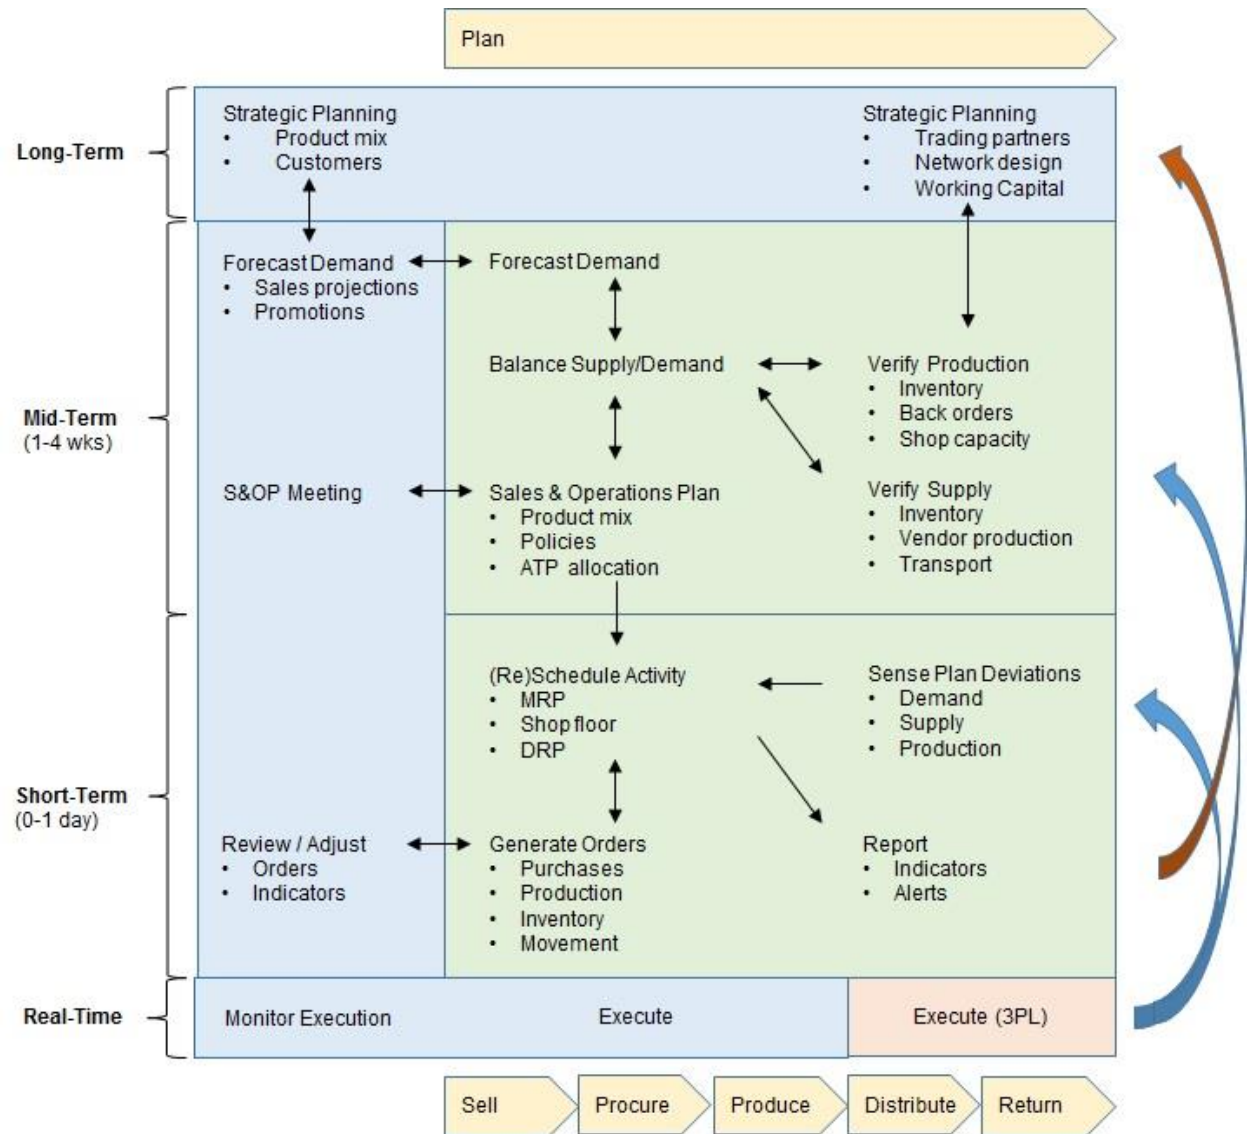 Plan
Long-Term
Strategic Planning
• Product mix
• Customers
Strategic Planning
• Trading partners
• Network design
• Working Capital
Mid-Term
(1-4 wks)
Forecast Demand
• Sales projections
• Promotions
Forecast Demand
Balance Supply/Demand
Verify Production
• Inventory
• Back orders
• Shop capacity
S&OP Meeting
Sales & Operations Plan
• Product mix
• Policies
• ATP allocation
Verify Supply
• Inventory
• Vendor production
• Transport
Short-Term
(0-1 day)
(Re)Schedule Activity
• MRP
• Shop floor
• DRP
Sense Plan Deviations
• Demand
• Supply
• Production
Review / Adjust
• Orders
• Indicators
Generate Orders
• Purchases
• Production
• Inventory
• Movement
Report
• Indicators
• Alerts
Real-Time
Monitor Execution
Execute
Execute (3PL)
Sell
Procure
Produce
Distribute
Return